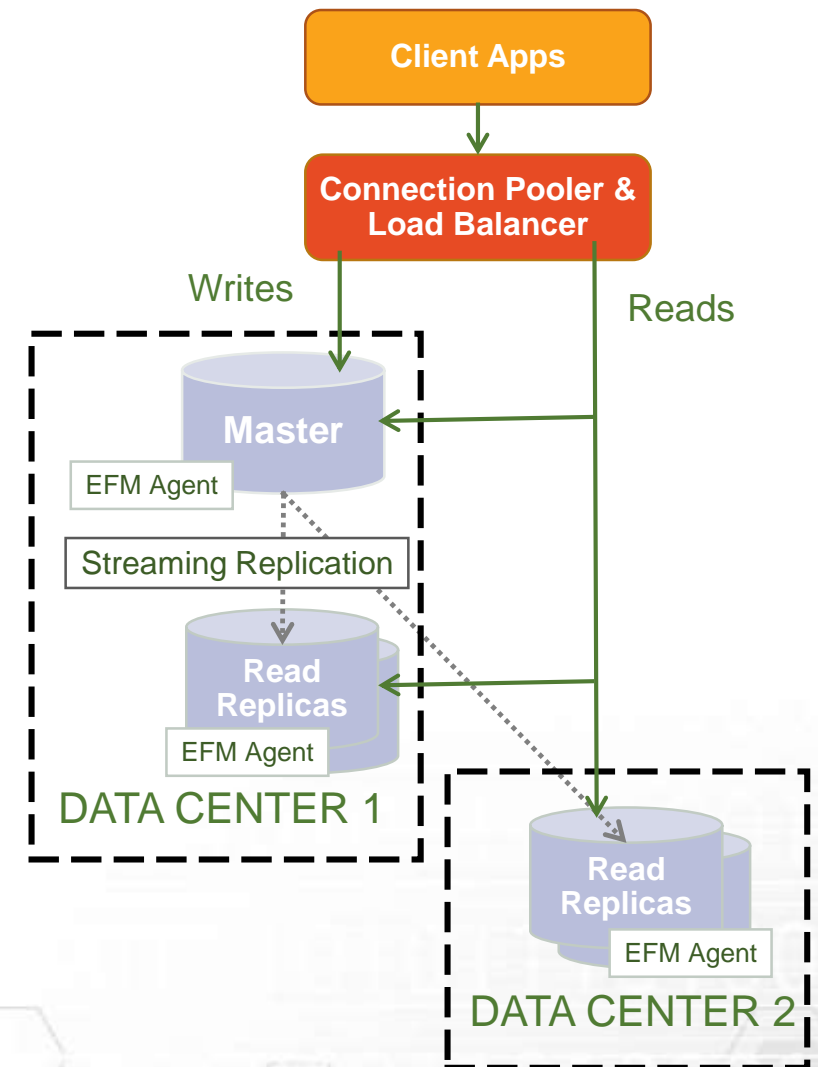 Client Apps
Connection Pooler &
Load Balancer
Writes
Reads
Master
EFM Agent
Streaming Replication
Read
Replicas
EFM Agent
DATA CENTER 1
Read
Replicas
EFM Agent
DATA CENTER 2